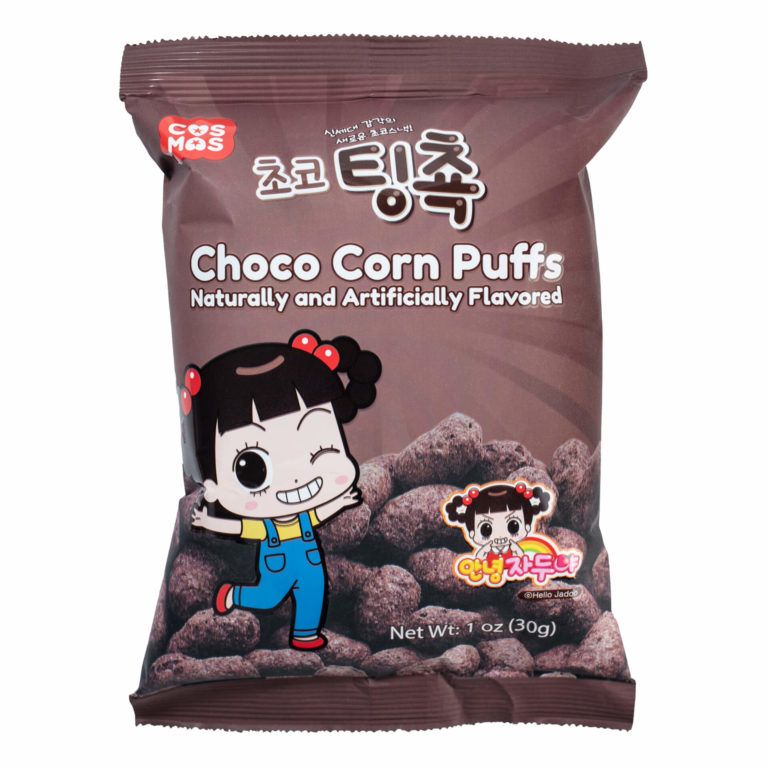 COS
MOS
신세대 감각의
새로운 초코스낵!
초코 팅촉
Choco Corn Puffs
Naturally and Artificially Flavored
안녕 자두야
©Hello Jadoo
Net Wt: 1 oz (30g)